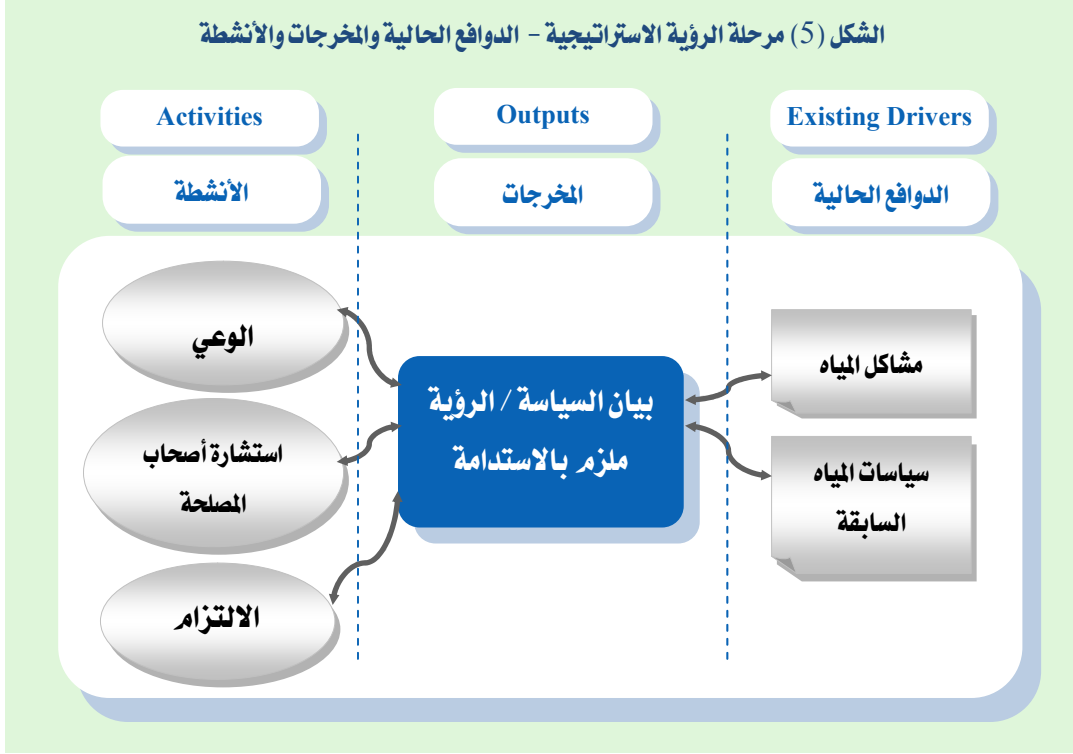 الشكل (5) مرحلة الرؤية الاستراتيجية - الدوافع الحالية والمخرجات والأنشطة
Existing Drivers
Outputs
Activities
الدوافع الحالية
المخرجات
الأنشطة
مشاكل المياه
سياسات المياه
السابقة
بيان السياسة / الرؤية
ملزم بالاستدامة
الوعي
استشارة أصحاب
المصلحة
الالتزام